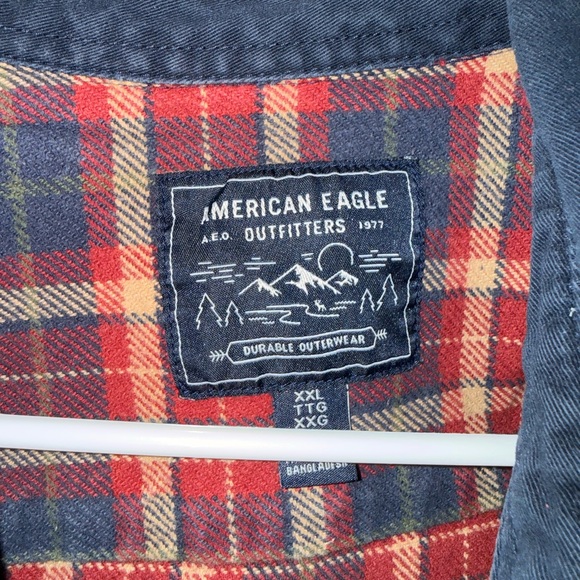 AMERICAN EAGLE
A.E.O. OUTFITTERS 1977
DURABLE OUTERWEAR
XXL
TTG
XXG
BANGLADESH